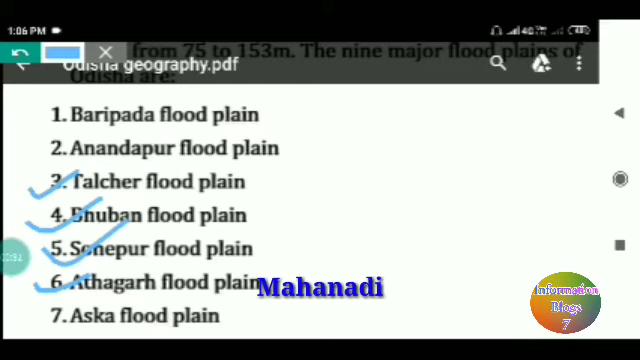 1:06 PM
from 75 to 153m. The nine major flood plains of
Odisha are:
Odisha geography.pdf
1. Baripada flood plain
2. Anandapur flood plain
3. Talcher flood plain
4. Bhuban flood plain
5. Sonepur flood plain
6. Athagarh flood plain
Mahanadi
7. Aska flood plain
Information
Blogs
7